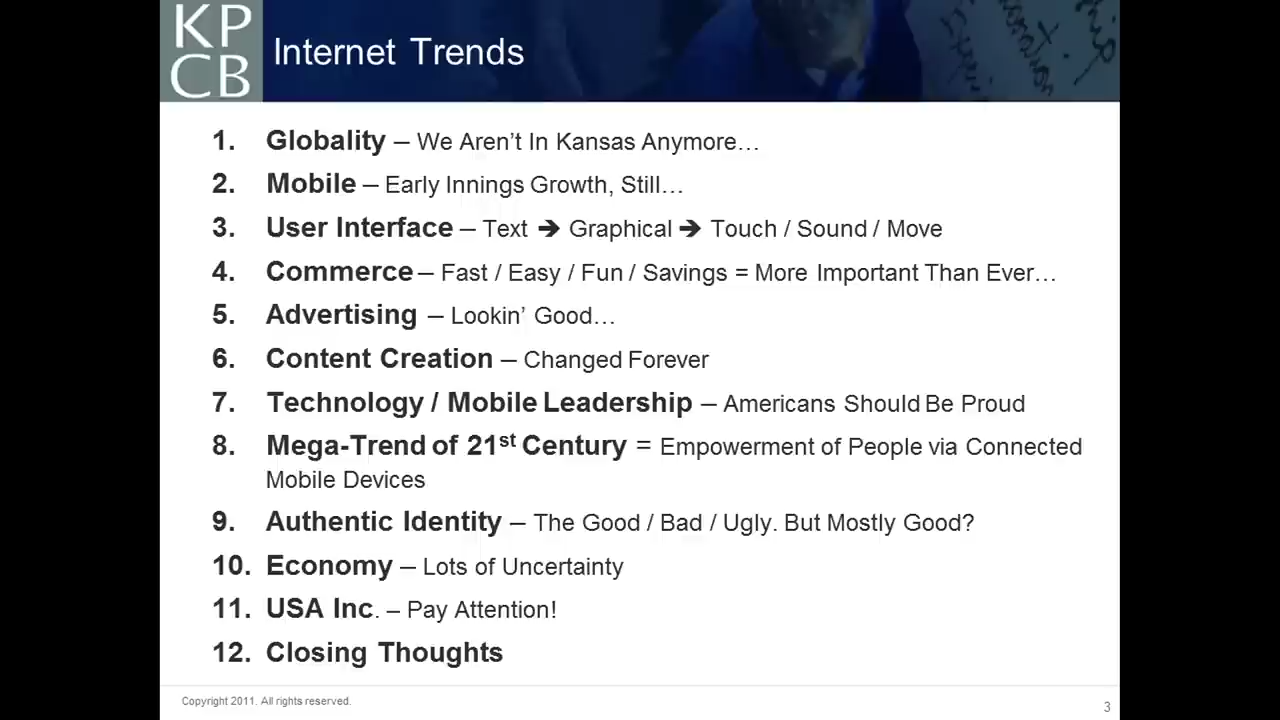 KP
CB
Internet Trends
1. Globality – We Aren’t In Kansas Anymore…
2. Mobile – Early Innings Growth, Still…
3. User Interface – Text ➔ Graphical ➔ Touch / Sound / Move
4. Commerce – Fast / Easy / Fun / Savings = More Important Than Ever…
5. Advertising – Lookin’ Good…
6. Content Creation – Changed Forever
7. Technology / Mobile Leadership – Americans Should Be Proud
8. Mega-Trend of 21st Century = Empowerment of People via Connected
Mobile Devices
9. Authentic Identity – The Good / Bad / Ugly. But Mostly Good?
10. Economy – Lots of Uncertainty
11. USA Inc. – Pay Attention!
12. Closing Thoughts
Copyright 2011. All rights reserved.
3